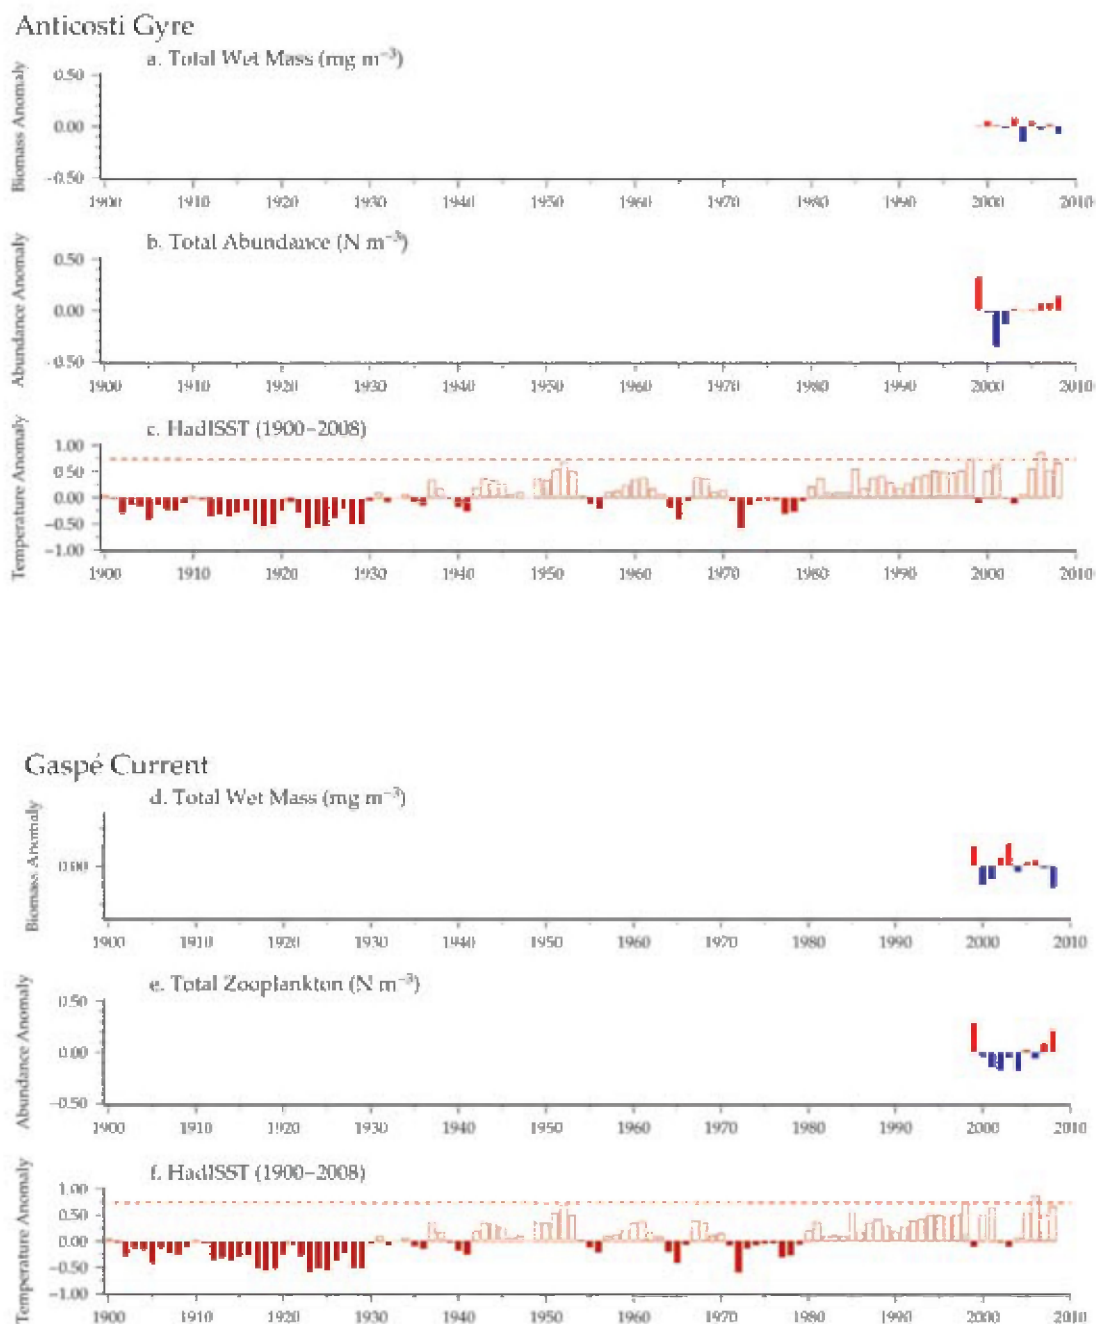 Anticosti Gyre
a. Total Wet Mass (mg m⁻³)
Biomass Anomaly
0.50
0.00
-0.50
1900 1910 1920 1930 1940 1950 1960 1970 1980 1990 2000 2010
b. Total Abundance (N m⁻³)
Abundance Anomaly
0.50
0.00
-0.50
1900 1910 1920 1930 1940 1950 1960 1970 1980 1990 2000 2010
c. HadISST (1900–2008)
Temperature Anomaly
1.00
0.50
0.00
-0.50
-1.00
1900 1910 1920 1930 1940 1950 1960 1970 1980 1990 2000 2010
Gaspé Current
d. Total Wet Mass (mg m⁻³)
Biomass Anomaly
0.00
1900 1910 1920 1930 1940 1950 1960 1970 1980 1990 2000 2010
e. Total Zooplankton (N m⁻³)
Abundance Anomaly
0.50
0.00
-0.50
1900 1910 1920 1930 1940 1950 1960 1970 1980 1990 2000 2010
f. HadISST (1900–2008)
Temperature Anomaly
1.00
0.50
0.00
-0.50
-1.00
1900 1910 1920 1930 1940 1950 1960 1970 1980 1990 2000 2010